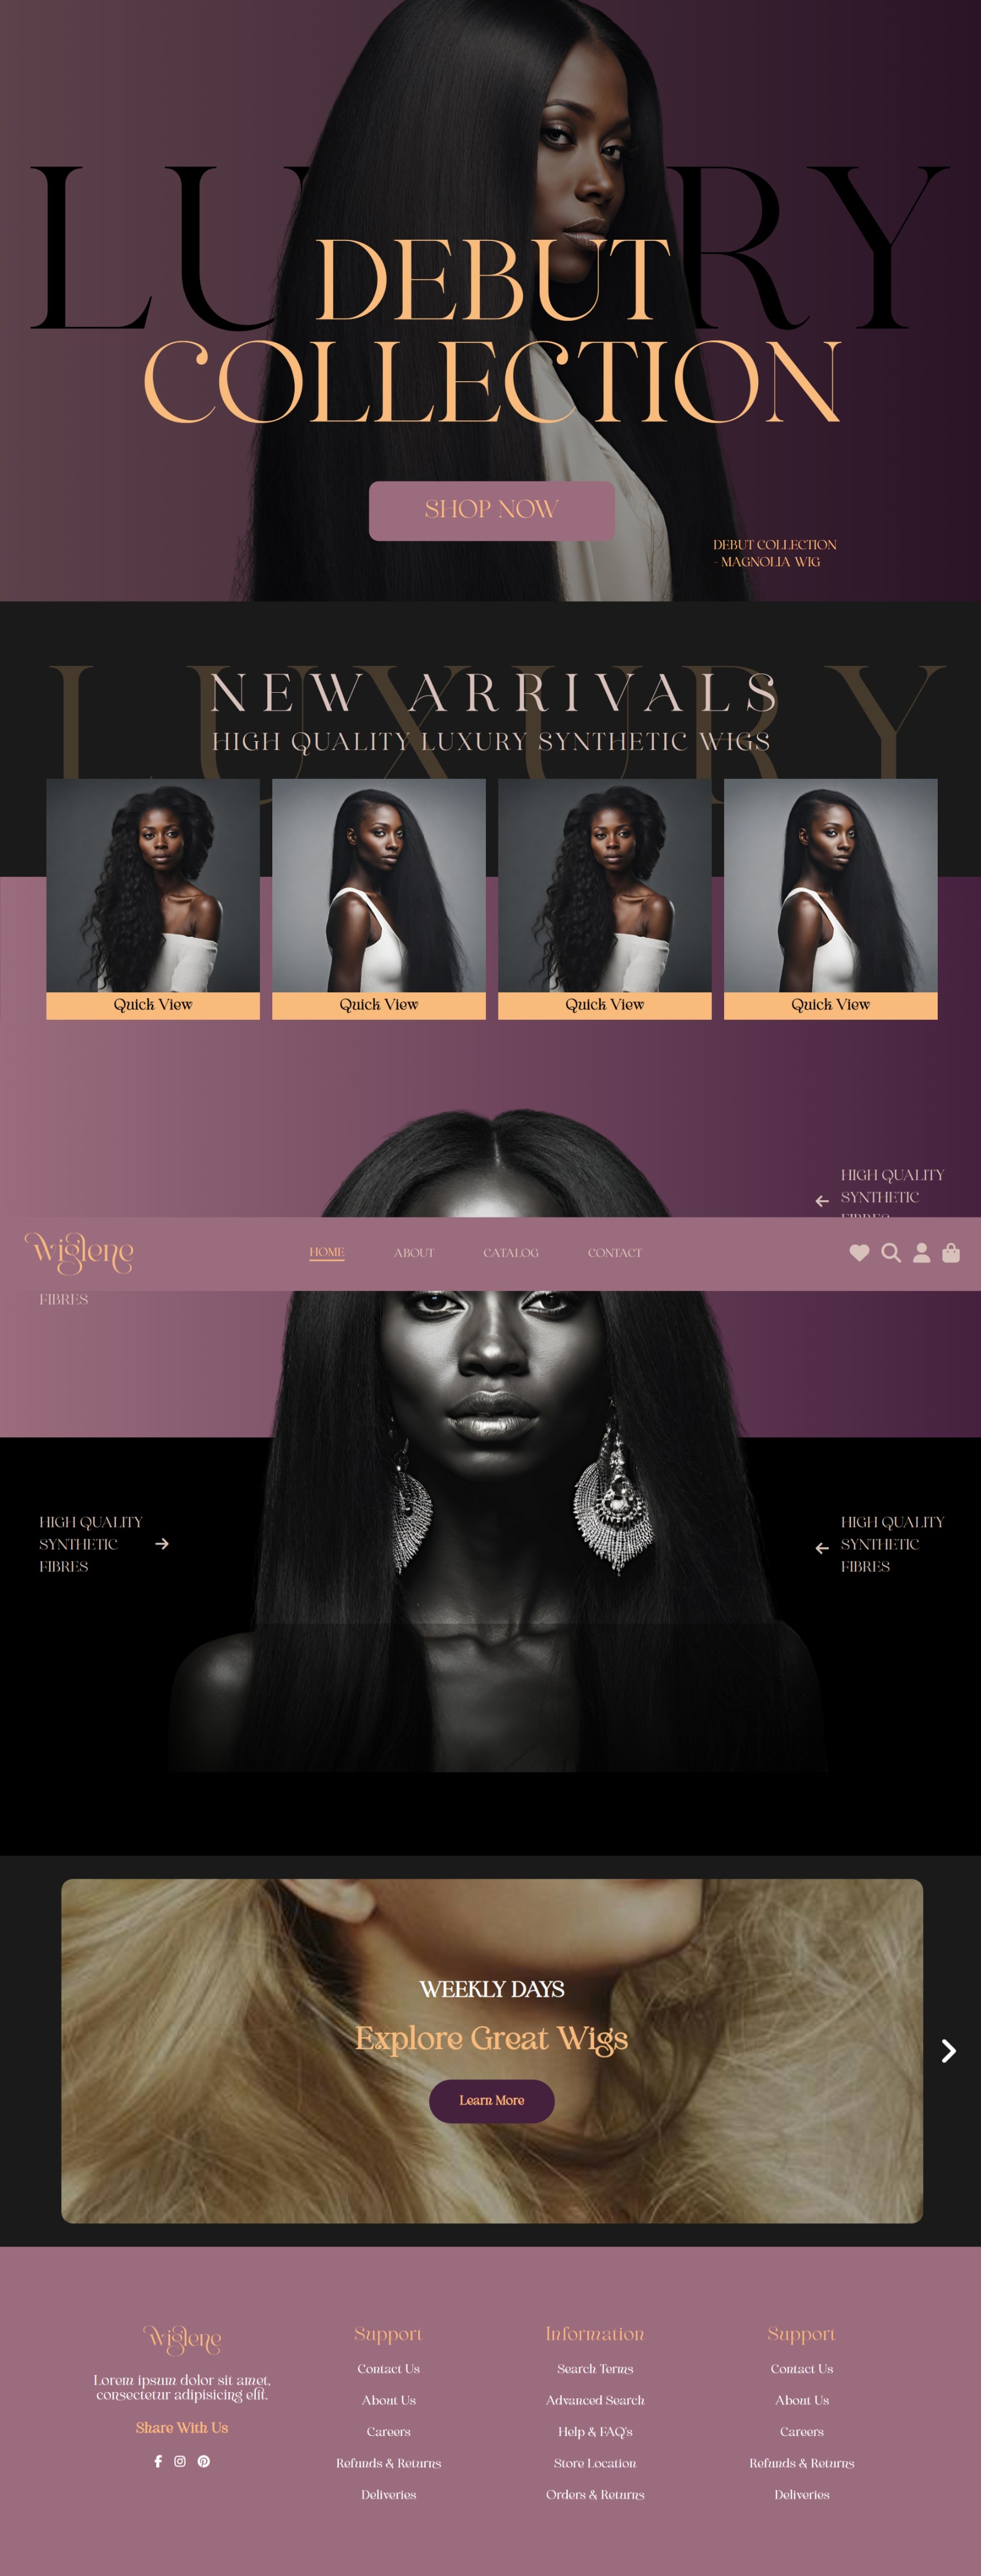 LUXURY
DEBUT
COLLECTION
SHOP NOW
DEBUT COLLECTION
- MAGNOLIA WIG
LUXURY
NEW ARRIVALS
HIGH QUALITY LUXURY SYNTHETIC WIGS
Quick View
Quick View
Quick View
Quick View
HIGH QUALITY
SYNTHETIC
FIBRES
Wiglene
HOME
ABOUT
CATALOG
CONTACT
FIBRES
HIGH QUALITY
SYNTHETIC
FIBRES
HIGH QUALITY
SYNTHETIC
FIBRES
WEEKLY DAYS
Explore Great Wigs
Learn More
Wiglene
Lorem ipsum dolor sit amet,
consectetur adipisicing elit.
Share With Us
Support
Contact Us
About Us
Careers
Refunds & Returns
Deliveries
Information
Search Terms
Advanced Search
Help & FAQ's
Store Location
Orders & Returns
Support
Contact Us
About Us
Careers
Refunds & Returns
Deliveries